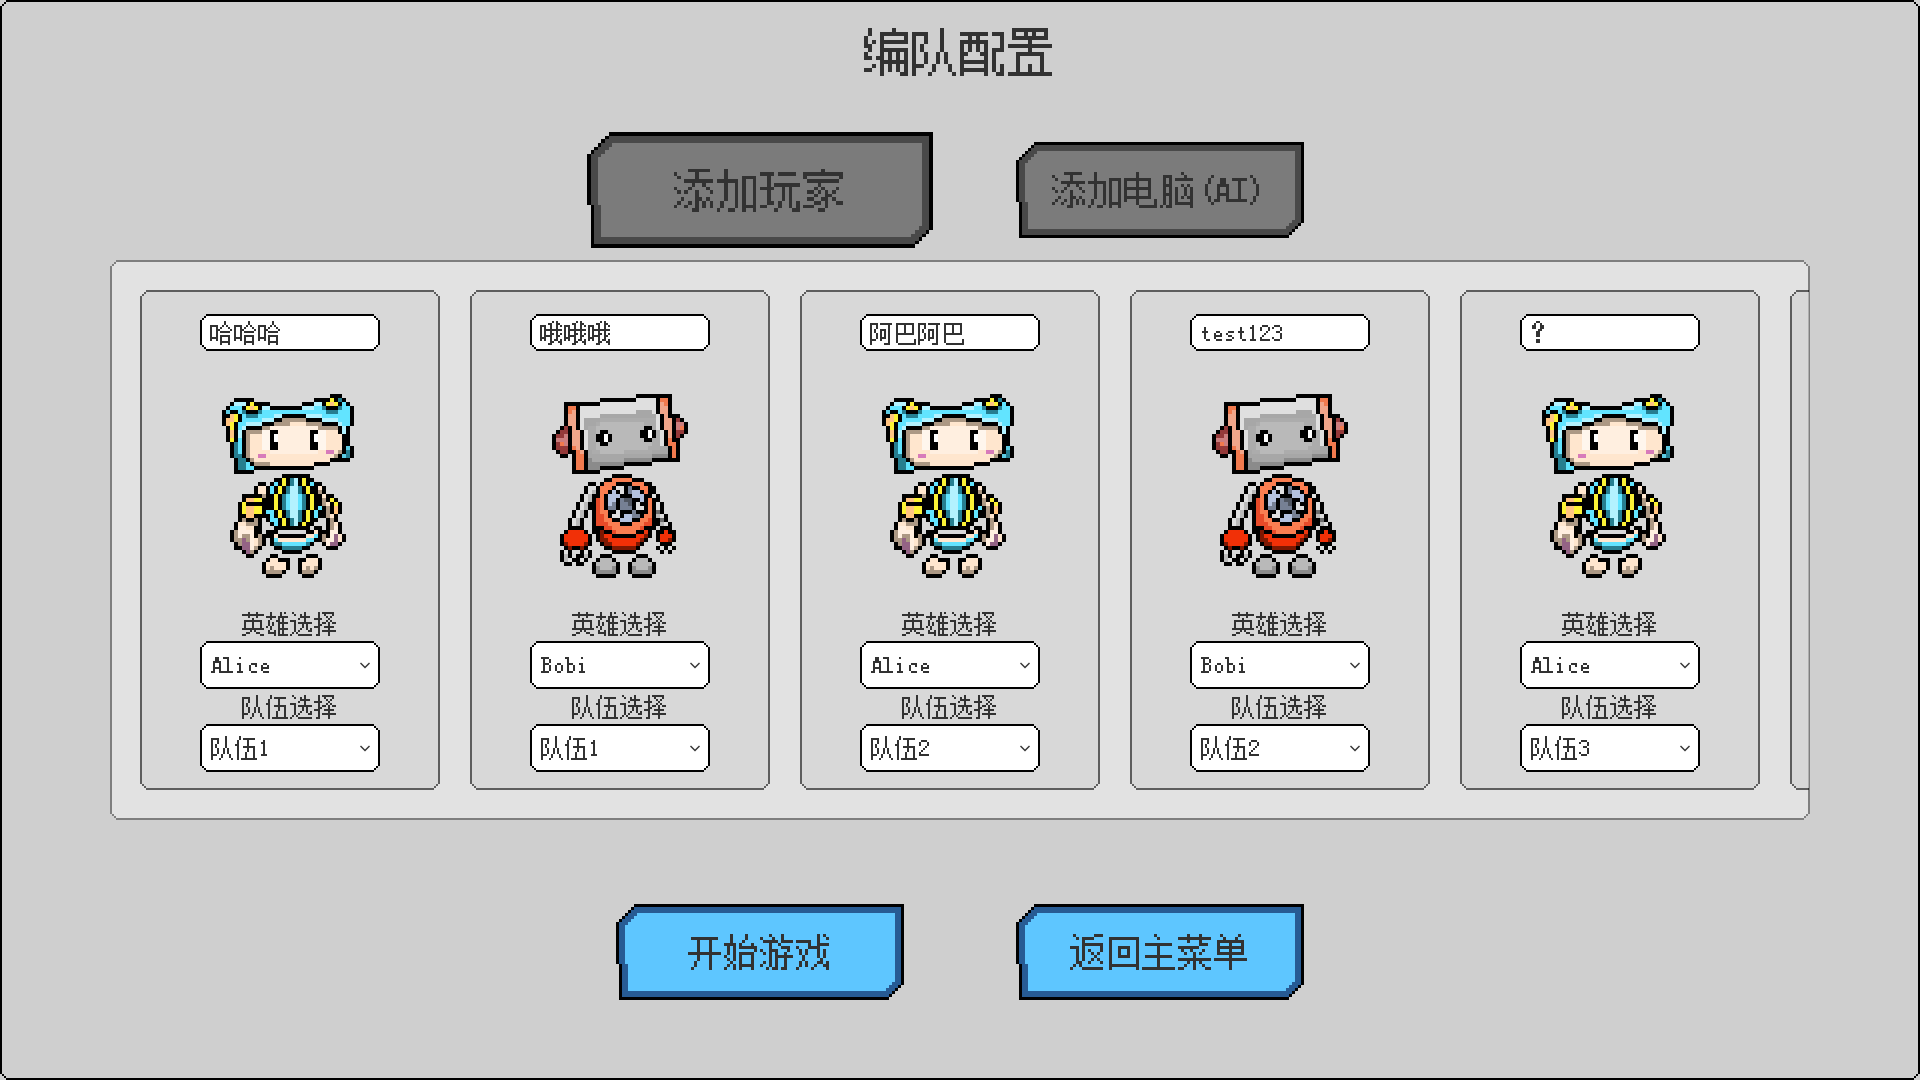 编队配置
添加玩家 添加电脑(AI)
哈哈哈 哦哦哦 阿巴阿巴 test123 ?
英雄选择 英雄选择 英雄选择 英雄选择 英雄选择
Alice Bobi Alice Bobi Alice
队伍选择 队伍选择 队伍选择 队伍选择 队伍选择
队伍1 队伍1 队伍2 队伍2 队伍3
开始游戏 返回主菜单